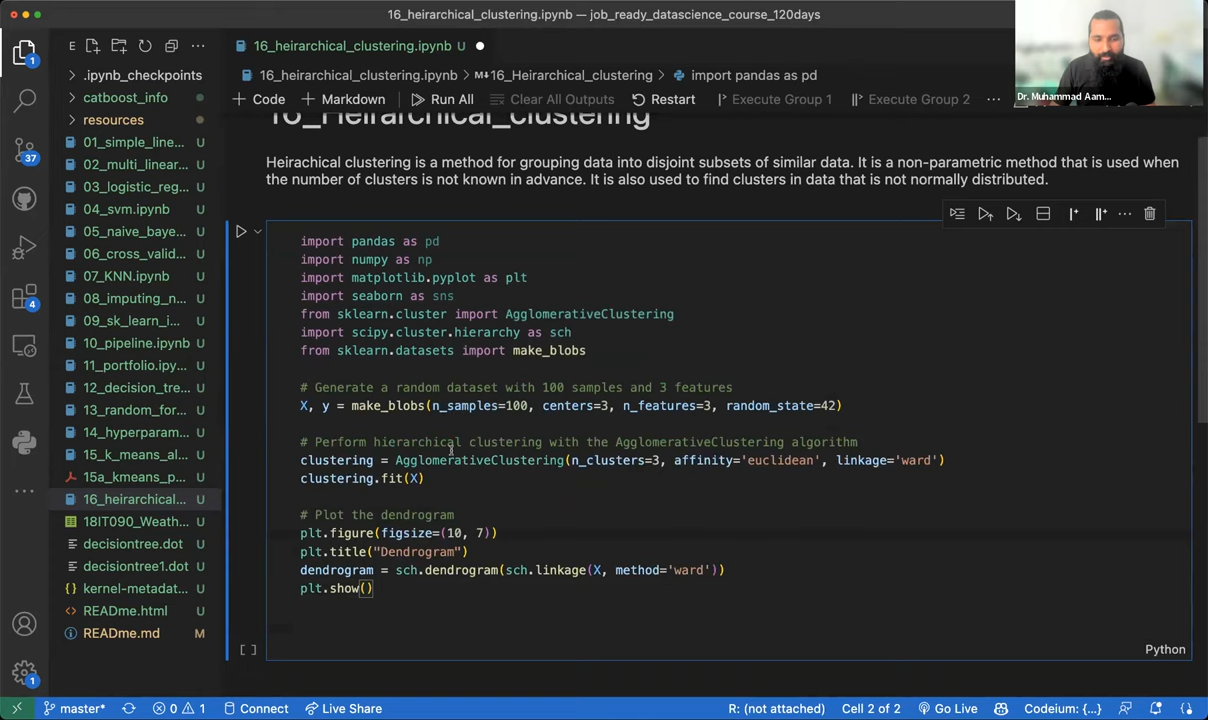 16_heirarchical_clustering.ipynb — job_ready_datascience_course_120days
Dr. Muhammad Aam...
1
37
4
1
E
.ipynb_checkpoints
catboost_info
resources
01_simple_line... U
02_multi_linear... U
03_logistic_reg... U
04_svm.ipynb U
05_naive_baye... U
06_cross_valid... U
07_KNN.ipynb U
08_imputing_n... U
09_sk_learn_i... U
10_pipeline.ipynb U
11_portfolio.ipy... U
12_decision_tre... U
13_random_for... U
14_hyperparam... U
15_k_means_al... U
15a_kmeans_p... U
16_heirarchical... U
18IT090_Weath... U
decisiontree.dot U
decisiontree1.dot U
kernel-metadat... U
READme.html U
READme.md M
16_heirarchical_clustering.ipynb U
16_heirarchical_clustering.ipynb > M↓16_Heirarchical_clustering > import pandas as pd
+ Code + Markdown Run All Clear All Outputs Restart Execute Group 1 Execute Group 2 ...
16_Heirarchical_clustering
Heirachical clustering is a method for grouping data into disjoint subsets of similar data. It is a non-parametric method that is used when
the number of clusters is not known in advance. It is also used to find clusters in data that is not normally distributed.
import pandas as pd
import numpy as np
import matplotlib.pyplot as plt
import seaborn as sns
from sklearn.cluster import AgglomerativeClustering
import scipy.cluster.hierarchy as sch
from sklearn.datasets import make_blobs
# Generate a random dataset with 100 samples and 3 features
X, y = make_blobs(n_samples=100, centers=3, n_features=3, random_state=42)
# Perform hierarchical clustering with the AgglomerativeClustering algorithm
clustering = AgglomerativeClustering(n_clusters=3, affinity='euclidean', linkage='ward')
clustering.fit(X)
# Plot the dendrogram
plt.figure(figsize=(10, 7))
plt.title("Dendrogram")
dendrogram = sch.dendrogram(sch.linkage(X, method='ward'))
plt.show()
[ ] Python
master* 0 1 Connect Live Share R: (not attached) Cell 2 of 2 Go Live Codeium: {...}